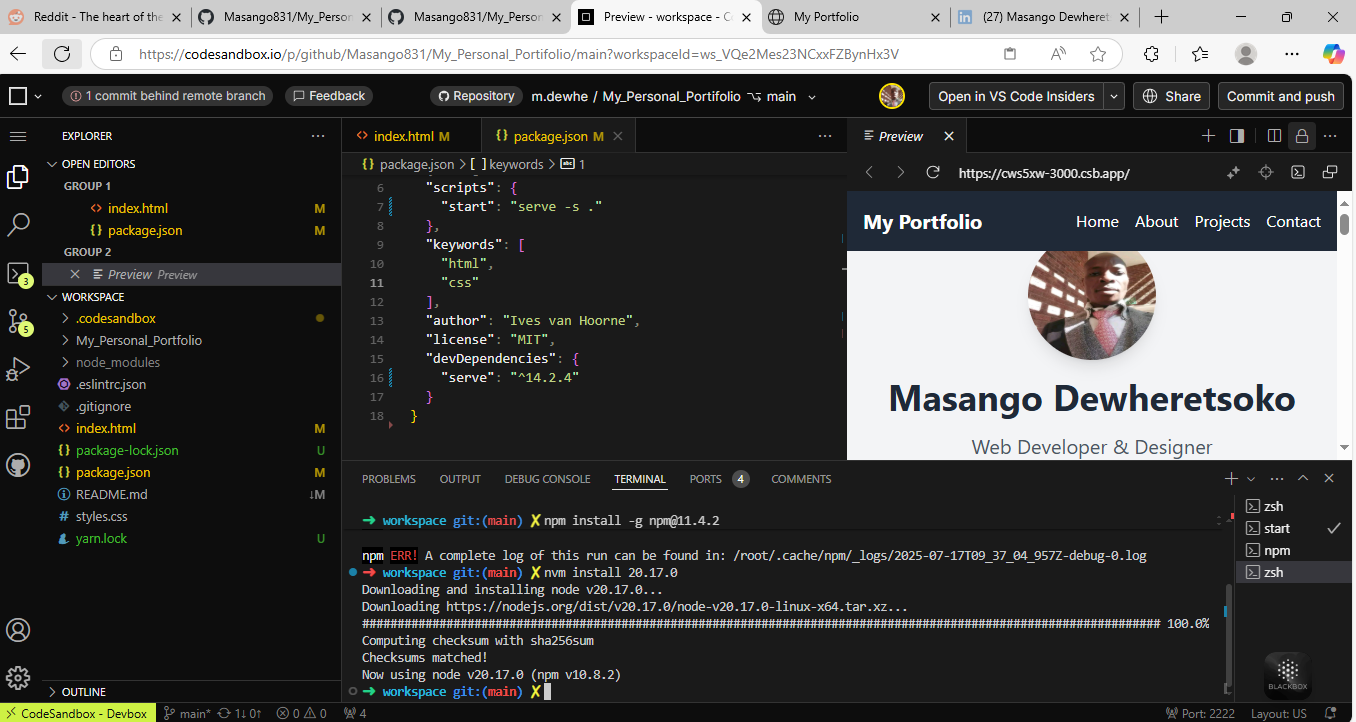 Reddit - The heart of the
Masango831/My_Person
Masango831/My_Person
Preview - workspace - C
My Portfolio
(27) Masango Dewheret
https://codesandbox.io/p/github/Masango831/My_Personal_Portifolio/main?workspaceId=ws_VQe2Mes23NCxxFZBynHx3V
1 commit behind remote branch
Feedback
Repository
m.dewhe / My_Personal_Portifolio
main
Open in VS Code Insiders
Share
Commit and push
EXPLORER
OPEN EDITORS
GROUP 1
index.html M
package.json M
GROUP 2
Preview Preview
WORKSPACE
.codesandbox
My_Personal_Portfolio
node_modules
.eslintrc.json
.gitignore
index.html M
package-lock.json U
package.json M
README.md ↓M
styles.css
yarn.lock U
OUTLINE
3
5
index.html M
package.json M
package.json > [ ] keywords > abc 1
6 "scripts": {
7 "start": "serve -s ."
8 },
9 "keywords": [
10 "html",
11 "css"
12 ],
13 "author": "Ives van Hoorne",
14 "license": "MIT",
15 "devDependencies": {
16 "serve": "^14.2.4"
17 }
18 }
Preview
https://cws5xw-3000.csb.app/
My Portfolio
Home About Projects Contact
Masango Dewheretsoko
Web Developer & Designer
PROBLEMS OUTPUT DEBUG CONSOLE TERMINAL PORTS 4 COMMENTS
➜ workspace git:(main) ✗ npm install -g npm@11.4.2
npm ERR! A complete log of this run can be found in: /root/.cache/npm/_logs/2025-07-17T09_37_04_957Z-debug-0.log
➜ workspace git:(main) ✗ nvm install 20.17.0
Downloading and installing node v20.17.0...
Downloading https://nodejs.org/dist/v20.17.0/node-v20.17.0-linux-x64.tar.xz...
######################################################################################################### 100.0%
Computing checksum with sha256sum
Checksums matched!
Now using node v20.17.0 (npm v10.8.2)
➜ workspace git:(main) ✗
zsh
start
npm
zsh
BLACKBOX
CodeSandbox - Devbox
main*
1↓ 0↑
0
0
4
Port: 2222
Layout: US